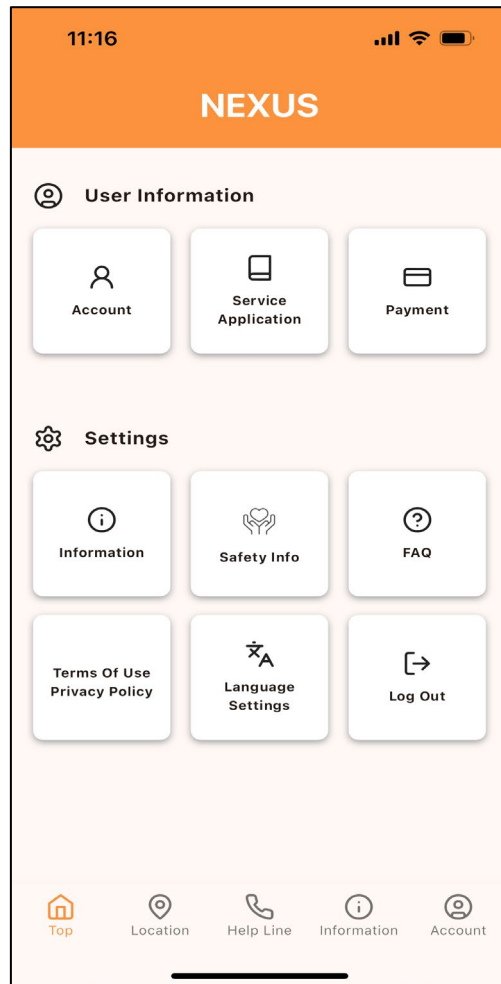 11:16
NEXUS
User Information
Account
Service
Application
Payment
Settings
Information
Safety Info
FAQ
Terms Of Use
Privacy Policy
Language
Settings
Log Out
Top
Location
Help Line
Information
Account